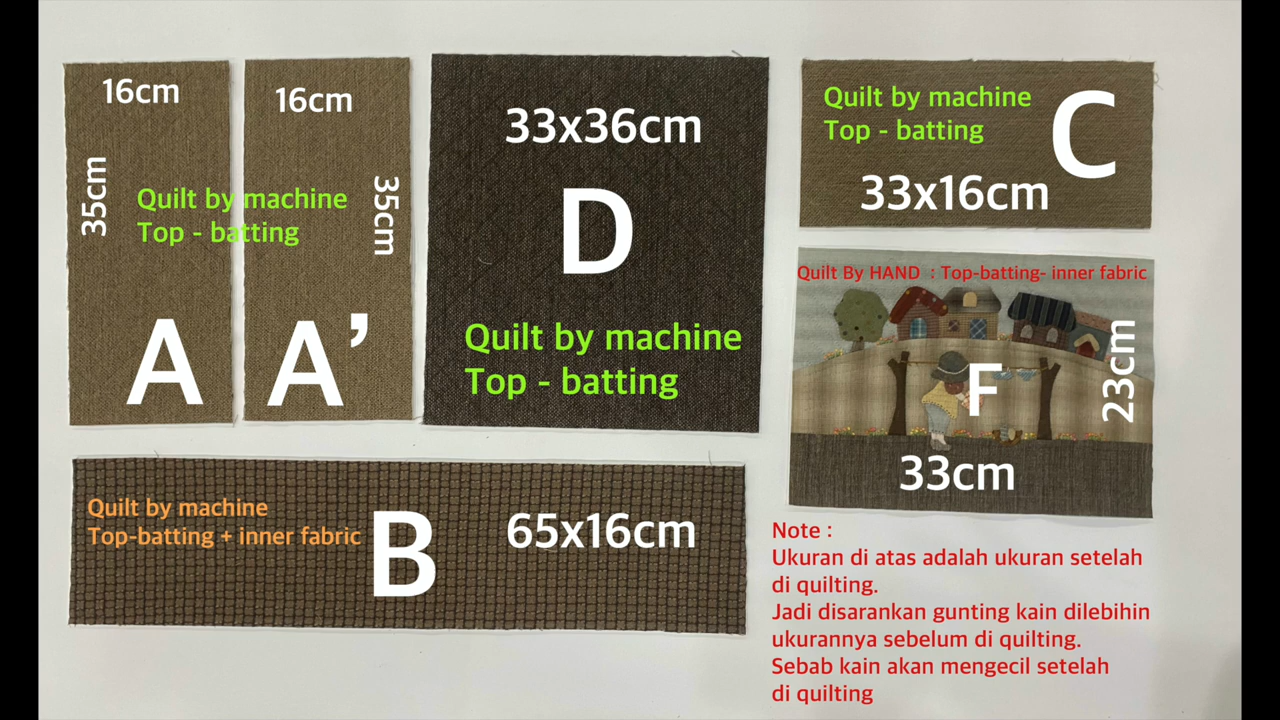 16cm
35cm
A
16cm
35cm
A’
Quilt by machine
Top - batting
33x36cm
D
Quilt by machine
Top - batting
Quilt by machine
Top - batting
C
33x16cm
Quilt By HAND : Top-batting- inner fabric
F
23cm
33cm
Quilt by machine
Top-batting + inner fabric
B
65x16cm
Note :
Ukuran di atas adalah ukuran setelah
di quilting.
Jadi disarankan gunting kain dilebihin
ukurannya sebelum di quilting.
Sebab kain akan mengecil setelah
di quilting